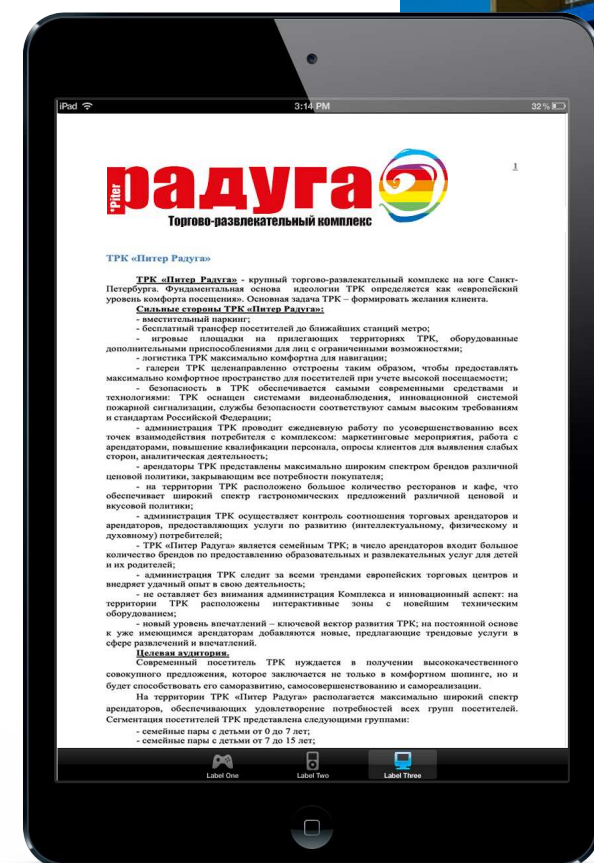 iPad
3:14 PM
32%
1
*Piter
радуга
Торгово-развлекательный комплекс
ТРК «Питер Радуга»
ТРК «Питер Радуга» - крупный торгово-развлекательный комплекс на юге Санкт-
Петербурга. Фундаментальная основа идеологии ТРК определяется как «европейский
уровень комфорта посещения». Основная задача ТРК – формировать желания клиента.
Сильные стороны ТРК «Питер Радуга»:
- вместительный паркинг;
- бесплатный трансфер посетителей до ближайших станций метро;
- игровые площадки на прилегающих территориях ТРК, оборудованные
дополнительными приспособлениями для лиц с ограниченными возможностями;
- логистика ТРК максимально комфортна для навигации;
- галереи ТРК целенаправленно отстроены таким образом, чтобы предоставлять
максимально комфортное пространство для посетителей при учете высокой посещаемости;
- безопасность в ТРК обеспечивается самыми современными средствами и
технологиями: ТРК оснащен системами видеонаблюдения, инновационной системой
пожарной сигнализации, службы безопасности соответствуют самым высоким требованиям
и стандартам Российской Федерации;
- администрация ТРК проводит ежедневную работу по усовершенствованию всех
точек взаимодействия потребителя с комплексом: маркетинговые мероприятия, работа с
арендаторами, повышение квалификации персонала, опросы клиентов для выявления слабых
сторон, аналитическая деятельность;
- арендаторы ТРК представлены максимально широким спектром брендов различной
ценовой политики, закрывающим все потребности покупателя;
- на территории ТРК расположено большое количество ресторанов и кафе, что
обеспечивает широкий спектр гастрономических предложений различной ценовой и
вкусовой политики;
- администрация ТРК осуществляет контроль соотношения торговых арендаторов и
арендаторов, предоставляющих услуги по развитию (интеллектуальному, физическому и
духовному) потребителей;
- ТРК «Питер Радуга» является семейным ТРК; в число арендаторов входит большое
количество брендов по предоставлению образовательных и развлекательных услуг для детей
и их родителей;
- администрация ТРК следит за всеми трендами европейских торговых центров и
внедряет удачный опыт в свою деятельность;
- не оставляет без внимания администрация Комплекса и инновационный аспект: на
территории ТРК расположены интерактивные зоны с новейшим техническим
оборудованием;
- новый уровень впечатлений – ключевой вектор развития ТРК; на постоянной основе
к уже имеющимся арендаторам добавляются новые, предлагающие трендовые услуги в
сфере развлечений и впечатлений.
Целевая аудитория.
Современный посетитель ТРК нуждается в получении высококачественного
совокупного предложения, которое заключается не только в комфортном шопинге, но и
будет способствовать его саморазвитию, самосовершенствованию и самореализации.
На территории ТРК «Питер Радуга» располагается максимально широкий спектр
арендаторов, обеспечивающих удовлетворение потребностей всех групп посетителей.
Сегментация посетителей ТРК представлена следующими группами:
- семейные пары с детьми от 0 до 7 лет;
- семейные пары с детьми от 7 до 15 лет;
Label One
Label Two
Label Three